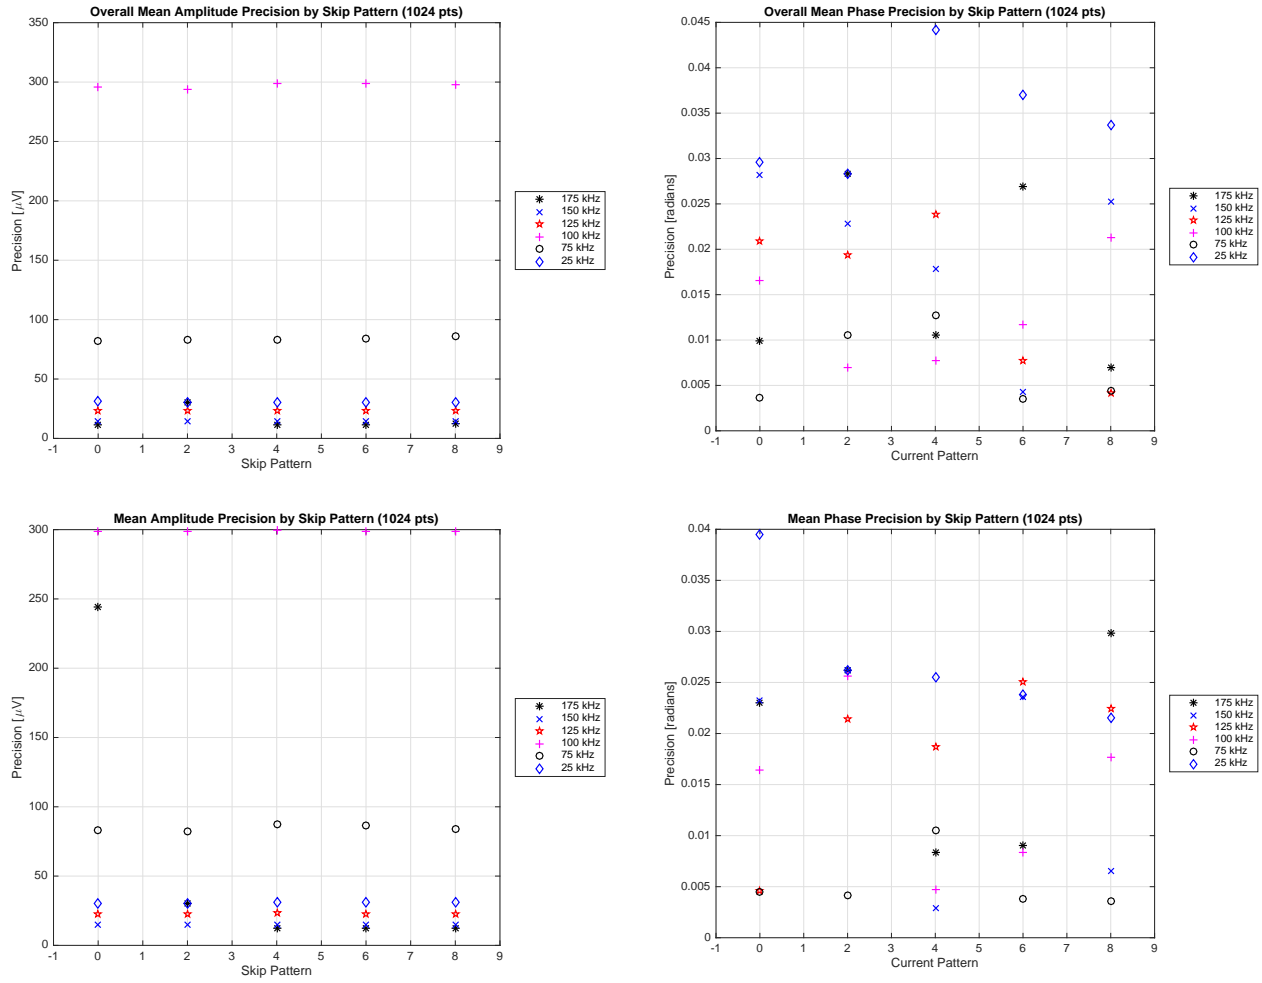 Overall Mean Amplitude Precision by Skip Pattern (1024 pts)
350
300
250
200
150
100
50
0
-1 0 1 2 3 4 5 6 7 8 9
Precision [μV]
Skip Pattern
175 kHz
150 kHz
125 kHz
100 kHz
75 kHz
25 kHz
Overall Mean Phase Precision by Skip Pattern (1024 pts)
0.045
0.04
0.035
0.03
0.025
0.02
0.015
0.01
0.005
0
-1 0 1 2 3 4 5 6 7 8 9
Precision [radians]
Current Pattern
175 kHz
150 kHz
125 kHz
100 kHz
75 kHz
25 kHz
Mean Amplitude Precision by Skip Pattern (1024 pts)
300
250
200
150
100
50
0
-1 0 1 2 3 4 5 6 7 8 9
Precision [μV]
Skip Pattern
175 kHz
150 kHz
125 kHz
100 kHz
75 kHz
25 kHz
Mean Phase Precision by Skip Pattern (1024 pts)
0.04
0.035
0.03
0.025
0.02
0.015
0.01
0.005
0
-1 0 1 2 3 4 5 6 7 8 9
Precision [radians]
Current Pattern
175 kHz
150 kHz
125 kHz
100 kHz
75 kHz
25 kHz